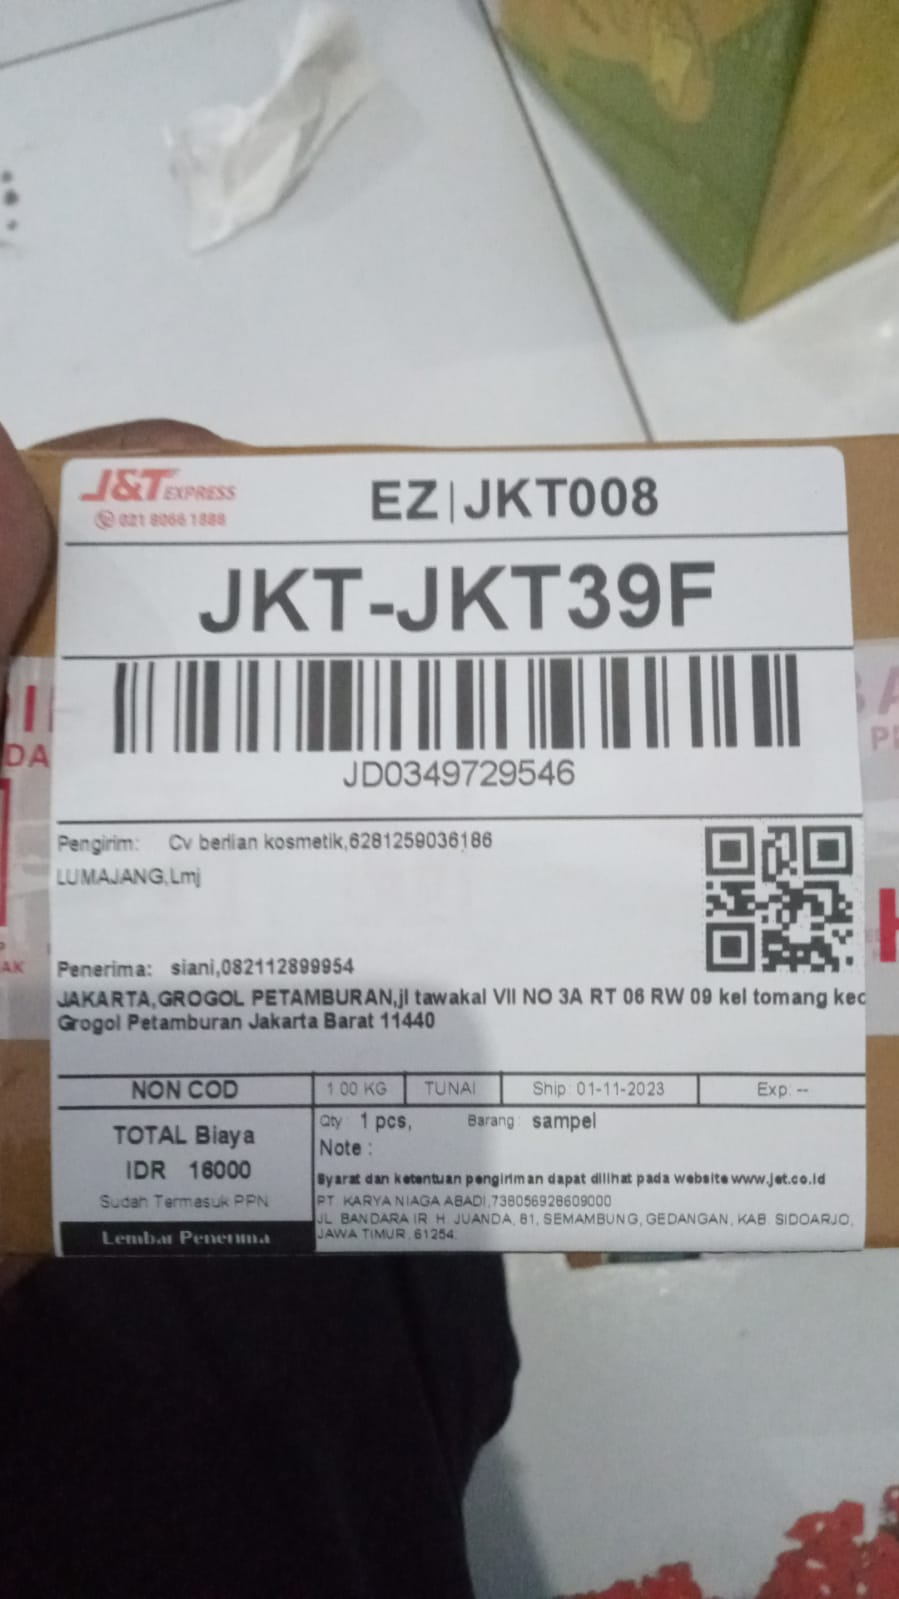 J&T EXPRESS
021 8066 1888
EZ|JKT008
JKT-JKT39F
JD0349729546
Pengirim: Cv berlian kosmetik,6281259036186
LUMAJANG,Lmj
Penerima: siani,082112899954
JAKARTA,GROGOL PETAMBURAN,jl tawakal VII NO 3A RT 06 RW 09 kel tomang kec
Grogol Petamburan Jakarta Barat 11440
NON COD 1.00 KG TUNAI Ship: 01-11-2023 Exp: --
TOTAL Biaya
IDR 16000
Sudah Termasuk PPN
Lembar Penerima
Qty : 1 pcs, Barang : sampel
Note :
Syarat dan ketentuan pengiriman dapat dilihat pada website www.jet.co.id
PT. KARYA NIAGA ABADI,738056928609000
JL. BANDARA IR. H. JUANDA, 81, SEMAMBUNG, GEDANGAN, KAB. SIDOARJO,
JAWA TIMUR, 61254.